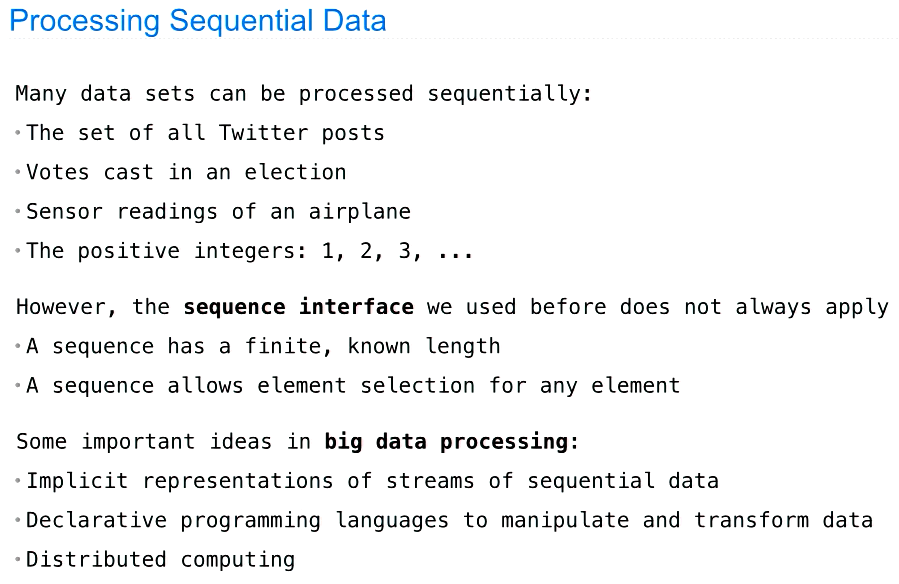 Processing Sequential Data
Many data sets can be processed sequentially:
•The set of all Twitter posts
•Votes cast in an election
•Sensor readings of an airplane
•The positive integers: 1, 2, 3, ...
However, the sequence interface we used before does not always apply
•A sequence has a finite, known length
•A sequence allows element selection for any element
Some important ideas in big data processing:
•Implicit representations of streams of sequential data
•Declarative programming languages to manipulate and transform data
•Distributed computing